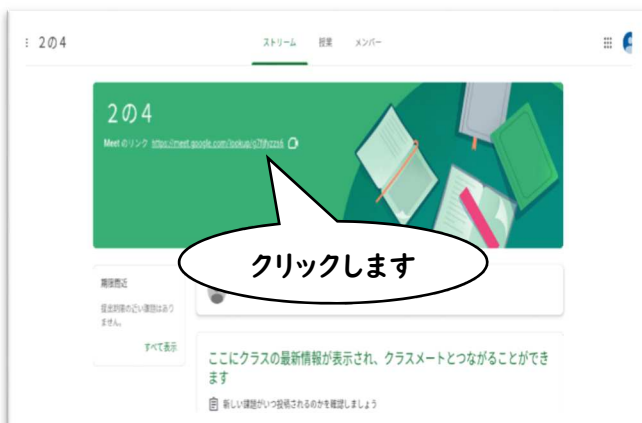 2の4
ストリーム 授業 メンバー
2の4
Meet のリンク
クリックします
期限間近
提出期限の近い課題はあり
ません。
すべて表示
ここにクラスの最新情報が表示され、クラスメートとつながることができ
ます
新しい課題がいつ投稿されるのかを確認しましょう